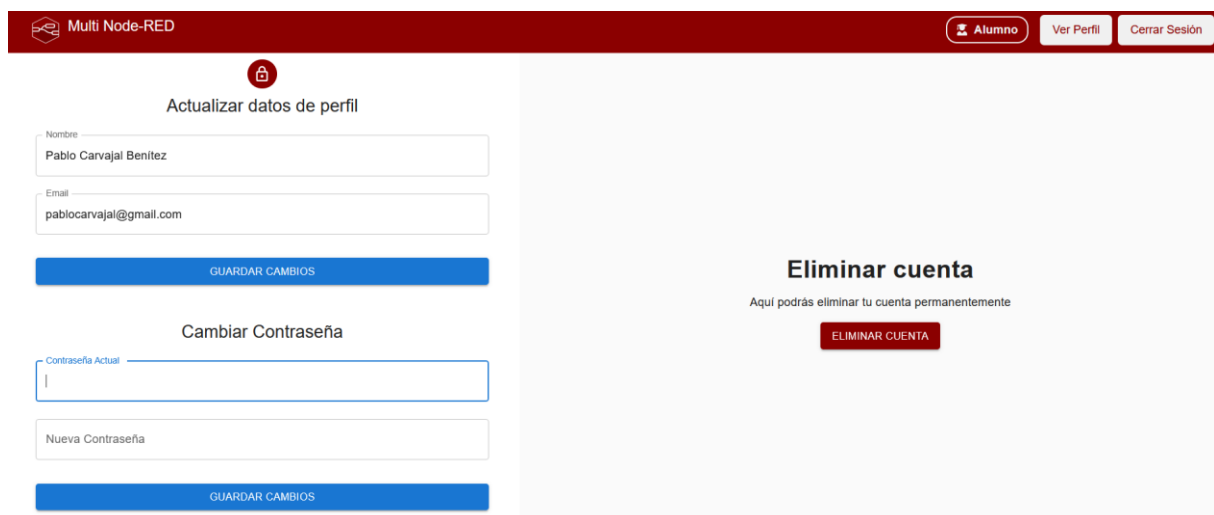 Multi Node-RED
Alumno
Ver Perfil
Cerrar Sesión
Actualizar datos de perfil
Nombre
Pablo Carvajal Benítez
Email
pablocarvajal@gmail.com
GUARDAR CAMBIOS
Cambiar Contraseña
Contraseña Actual
Nueva Contraseña
GUARDAR CAMBIOS
Eliminar cuenta
Aquí podrás eliminar tu cuenta permanentemente
ELIMINAR CUENTA